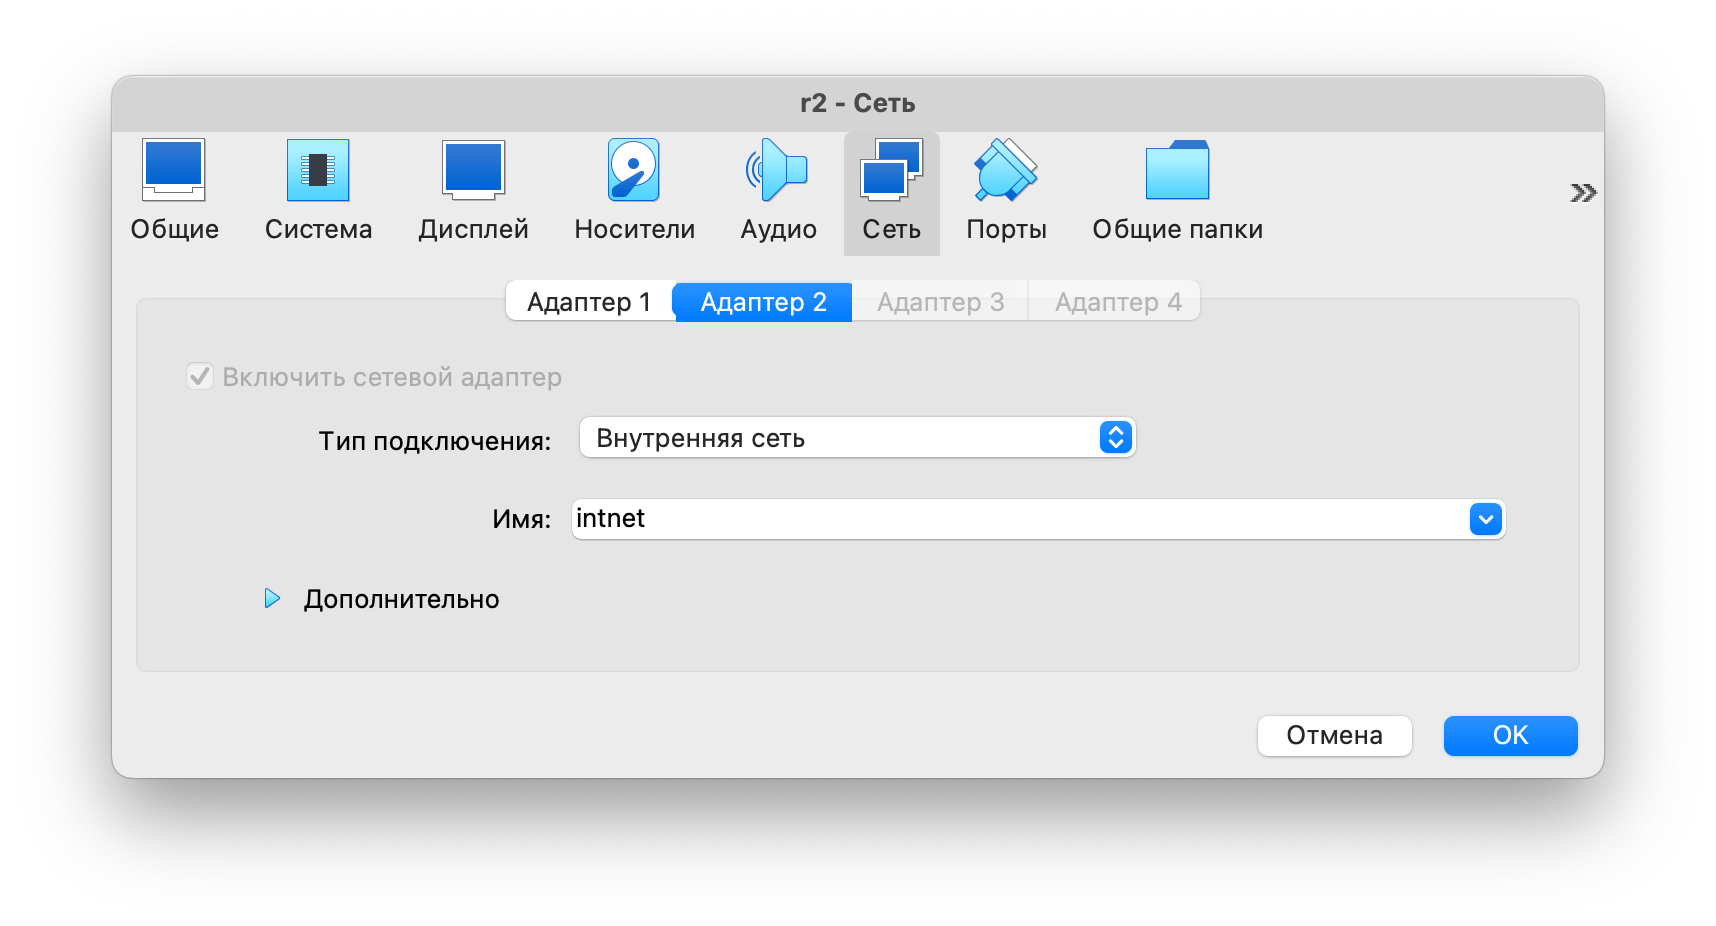 r2 - Сеть
Общие
Система
Дисплей
Носители
Аудио
Сеть
Порты
Общие папки
Адаптер 1
Адаптер 2
Адаптер 3
Адаптер 4
Включить сетевой адаптер
Тип подключения:
Внутренняя сеть
Имя:
intnet
Дополнительно
Отмена
OK